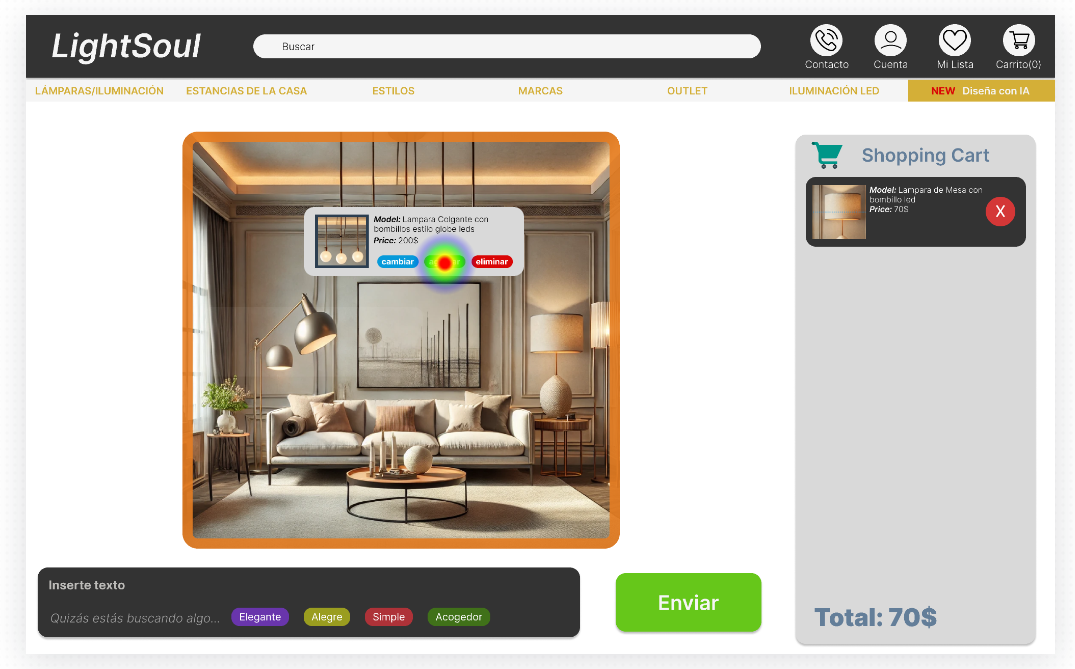 LightSoul
Buscar
Contacto
Cuenta
Mi Lista
Carrito(0)
LÁMPARAS/ILUMINACIÓN
ESTANCIAS DE LA CASA
ESTILOS
MARCAS
OUTLET
ILUMINACIÓN LED
NEW Diseña con IA
Model: Lampara Colgente con
bombillos estilo globe leds
Price: 200$
cambiar
eliminar
Shopping Cart
Model: Lampara de Mesa con
bombillo led
Price: 70$
X
Inserte texto
Quizás estás buscando algo...
Elegante
Alegre
Simple
Acogedor
Enviar
Total: 70$